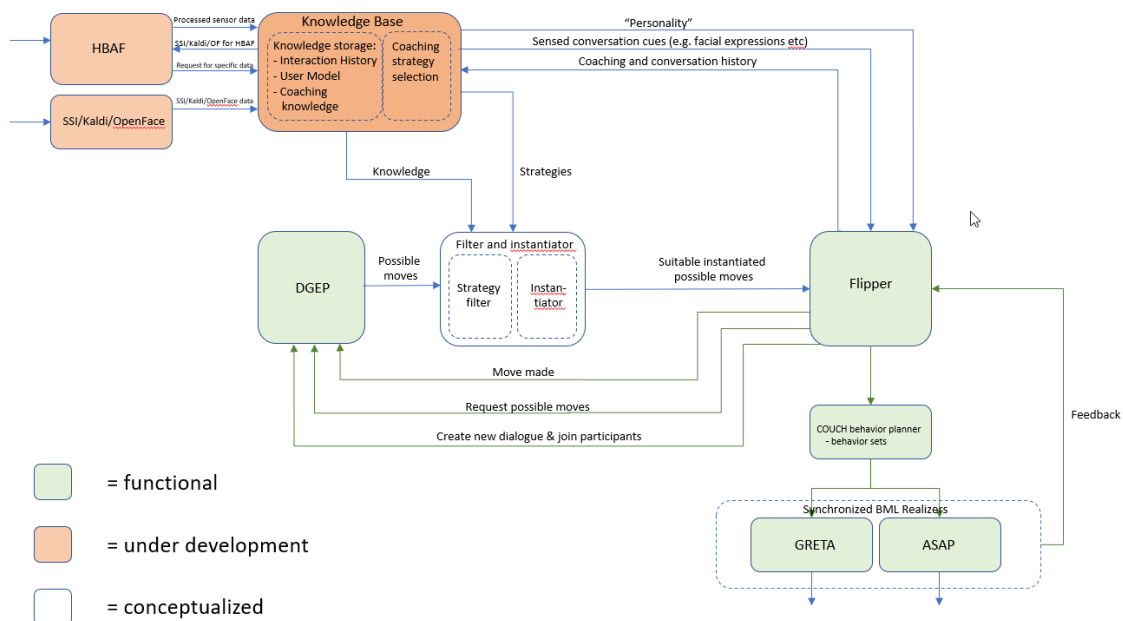 HBAF
Processed sensor data
SSI/Kaldi/OF for HBAF
Request for specific data
SSI/Kaldi/OpenFace
SSI/Kaldi/OpenFace data
Knowledge Base
Knowledge storage:
- Interaction History
- User Model
- Coaching
knowledge
Coaching
strategy
selection
“Personality”
Sensed conversation cues (e.g. facial expressions etc)
Coaching and conversation history
Knowledge
Strategies
DGEP
Possible
moves
Filter and instantiator
Strategy
filter
Instan-
tiator
Suitable instantiated
possible moves
Flipper
Move made
Request possible moves
Create new dialogue & join participants
Feedback
COUCH behavior planner
- behavior sets
Synchronized BML Realizers
GRETA
ASAP
= functional
= under development
= conceptualized